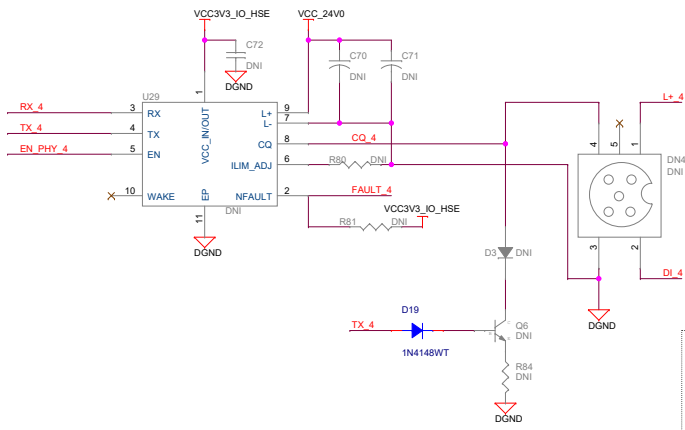 VCC3V3_IO_HSE
VCC_24V0
C72
DNI
C70
DNI
C71
DNI
DGND
U29
1
RX_4
3
RX
VCC_IN/OUT
L+
9
L-
7
TX_4
4
TX
CQ
8
CQ_4
EN_PHY_4
5
EN
ILIM_ADJ
6
R80
DNI
10
WAKE
EP
NFAULT
2
FAULT_4
11
DNI
DGND
VCC3V3_IO_HSE
R81
DNI
L+_4
4
5
1
DN4
DNI
3
2
DI_4
DGND
D3
DNI
TX_4
D19
1N4148WT
Q6
DNI
R84
DNI
DGND